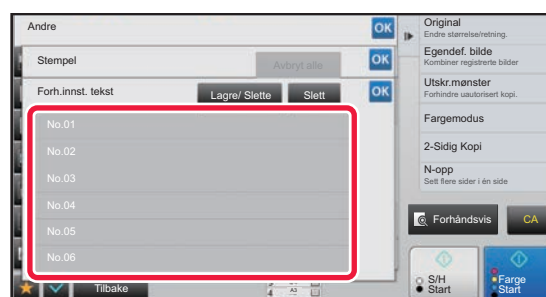 Andre
OK
Stempel
Avbryt alle
OK
Forh.innst. tekst
Lagre/ Slette
Slett
OK
No.01
No.02
No.03
No.04
No.05
No.06
Tilbake
A3
4
Original
Endre størrelse/retning.
Egendef. bilde
Kombiner registrerte bilder
Utskr.mønster
Forhindre uautorisert kopi.
Fargemodus
2-Sidig Kopi
N-opp
Sett flere sider i én side
Forhåndsvis
CA
S/H
Start
Farge
Start